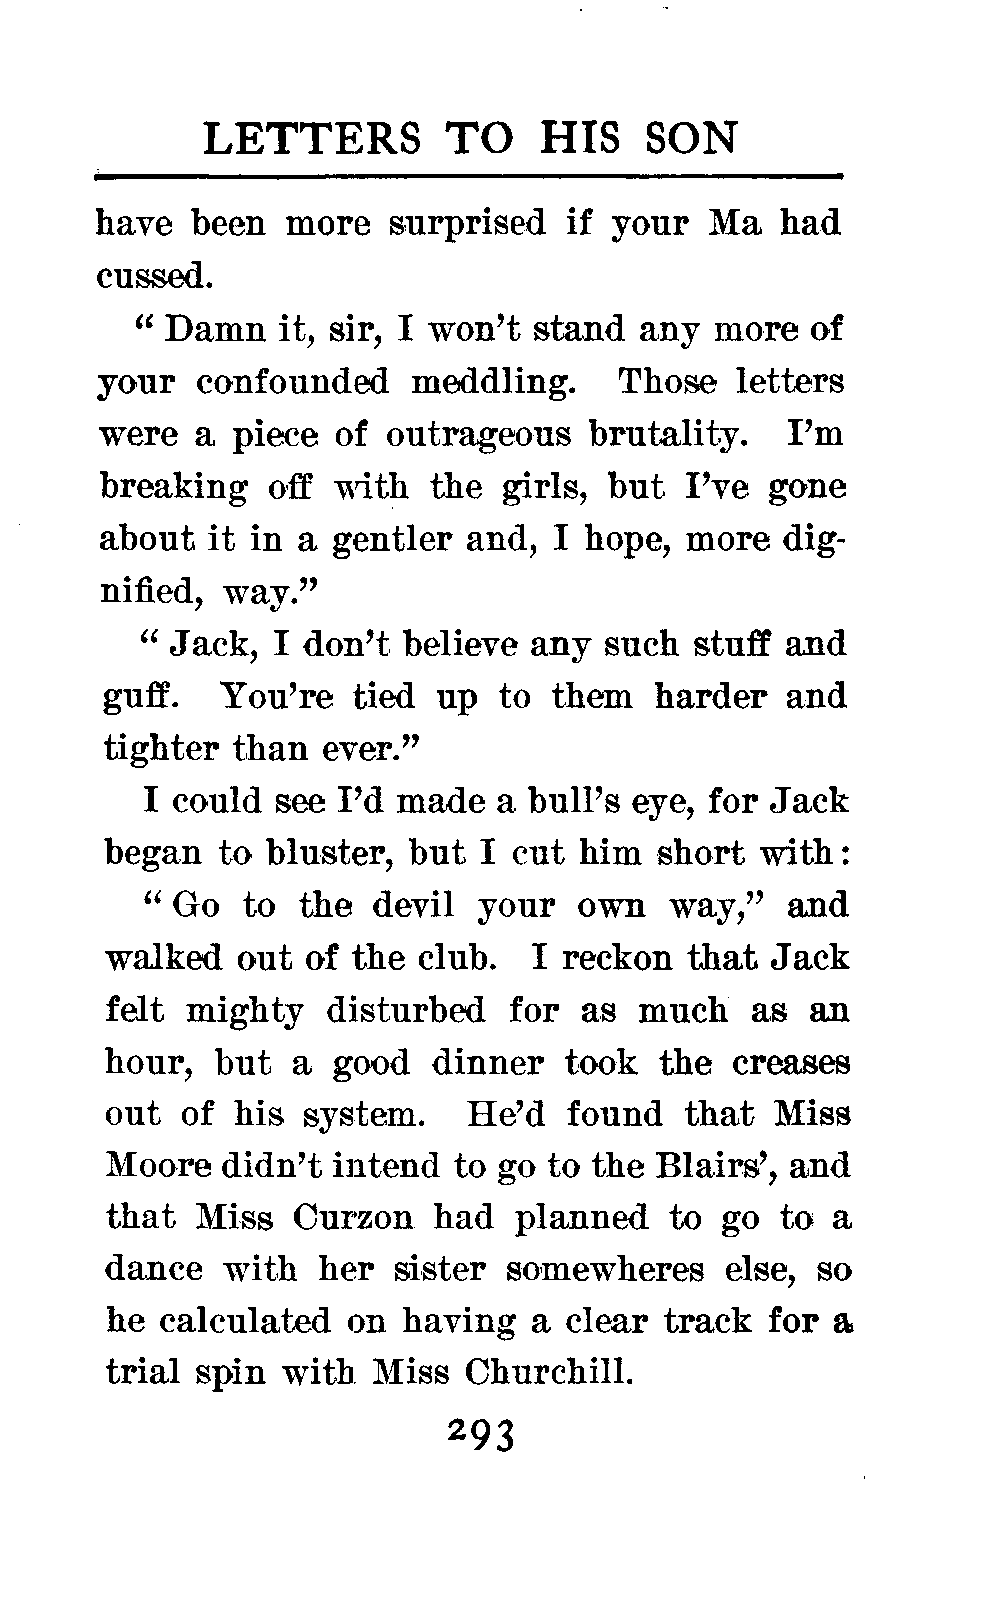 LETTERS TO HIS SON
have been more surprised if your Ma had
cussed.
“ Damn it, sir, I won’t stand any more of
your confounded meddling. Those letters
were a piece of outrageous brutality. I’m
breaking off with the girls, but I’ve gone
about it in a gentler and, I hope, more dig-
nified, way.”
“ Jack, I don’t believe any such stuff and
guff. You’re tied up to them harder and
tighter than ever.”
I could see I’d made a bull’s eye, for Jack
began to bluster, but I cut him short with:
“ Go to the devil your own way,” and
walked out of the club. I reckon that Jack
felt mighty disturbed for as much as an
hour, but a good dinner took the creases
out of his system. He’d found that Miss
Moore didn’t intend to go to the Blairs’, and
that Miss Curzon had planned to go to a
dance with her sister somewheres else, so
he calculated on having a clear track for a
trial spin with Miss Churchill.
293